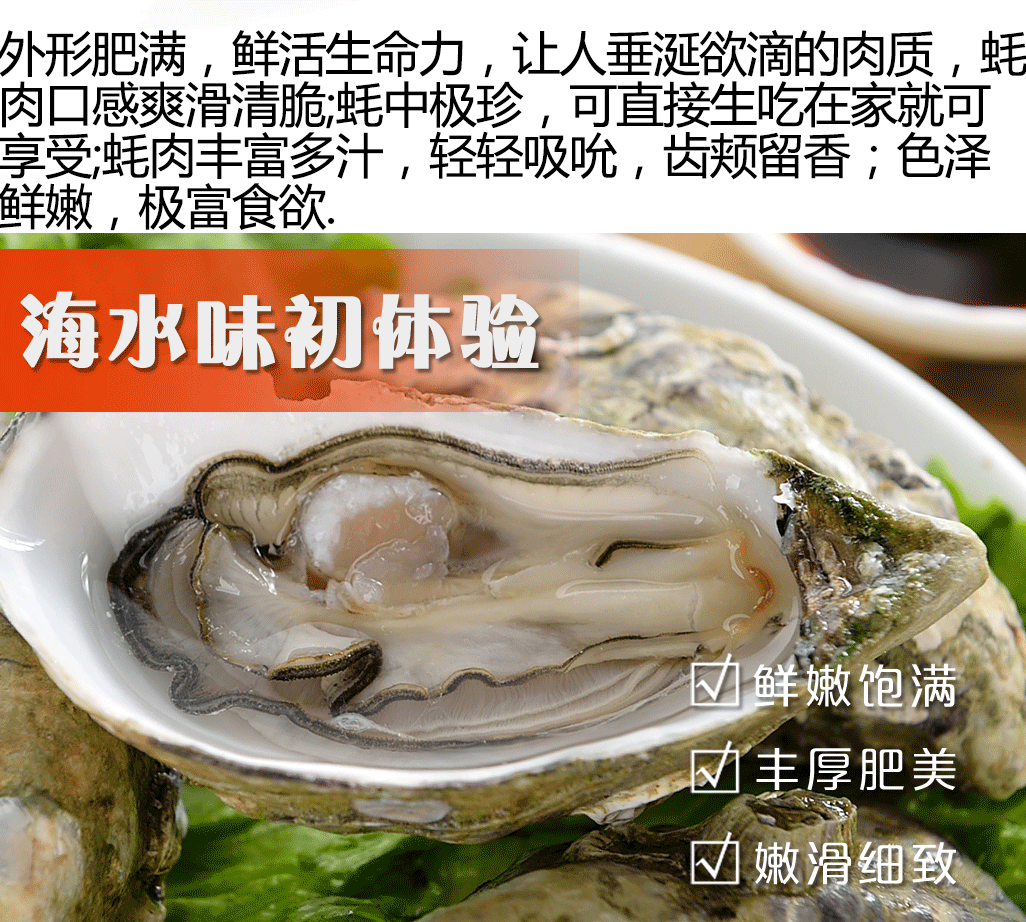 外形肥满，鲜活生命力，让人垂涎欲滴的肉质，蚝
肉口感爽滑清脆;蚝中极珍，可直接生吃在家就可
享受;蚝肉丰富多汁，轻轻吸吮，齿颊留香；色泽
鲜嫩，极富食欲.
海水味初体验
鲜嫩饱满
丰厚肥美
嫩滑细致